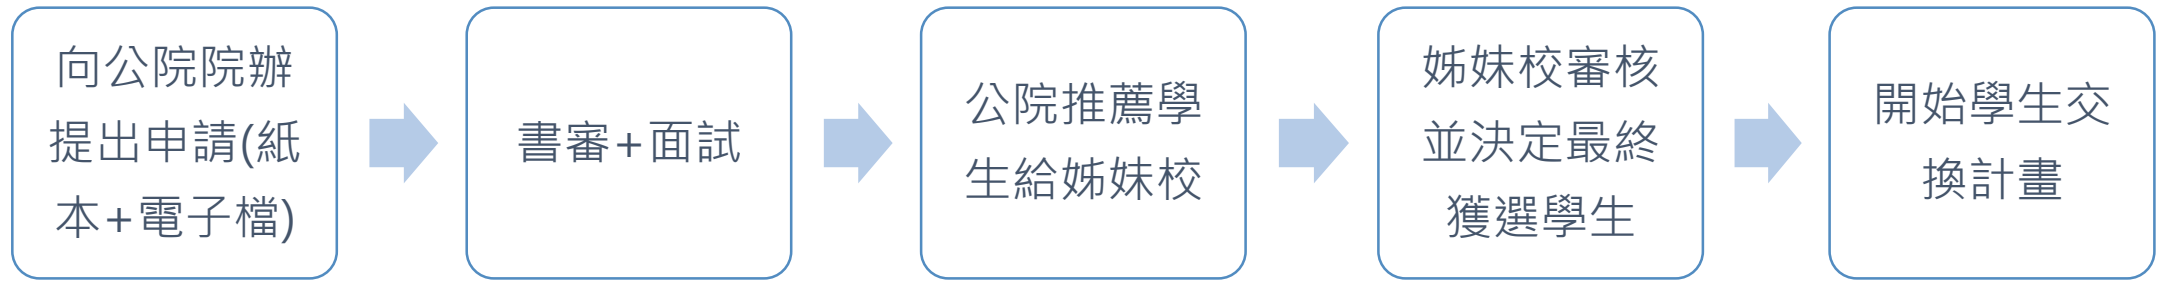 向公院院辦
提出申請(紙
本+電子檔)
書審+面試
公院推薦學
生給姊妹校
姊妹校審核
並決定最終
獲選學生
開始學生交
換計畫